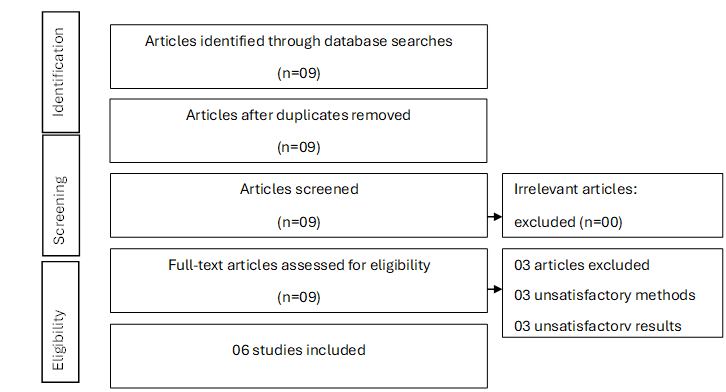 Identification
Articles identified through database searches
(n=09)
Articles after duplicates removed
(n=09)
Screening
Articles screened
(n=09)
Irrelevant articles:
excluded (n=00)
Eligibility
Full-text articles assessed for eligibility
(n=09)
03 articles excluded
03 unsatisfactory methods
03 unsatisfactory results
06 studies included